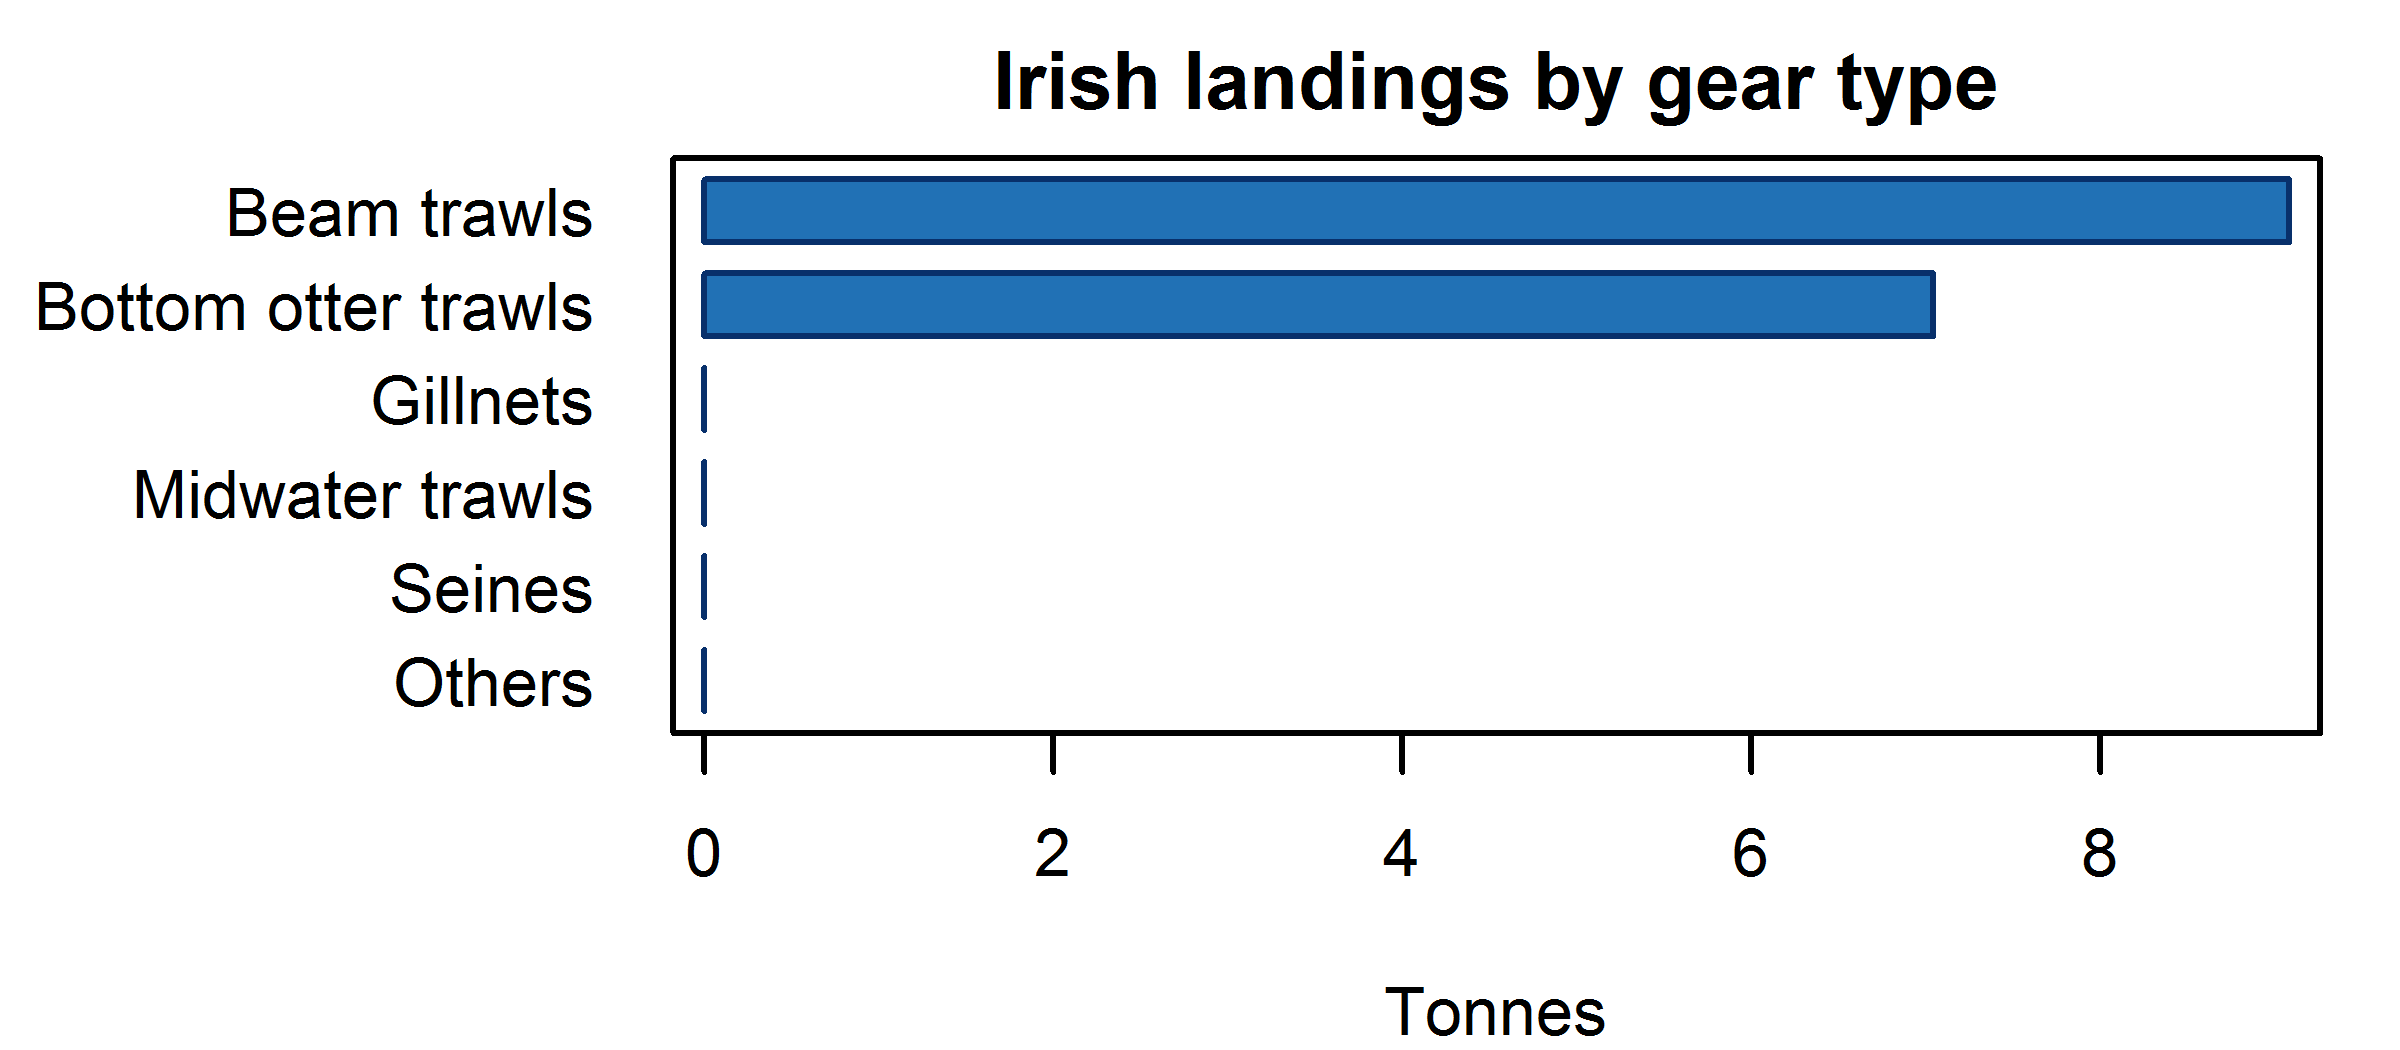 Irish landings by gear type
Beam trawls
Bottom otter trawls
Gillnets
Midwater trawls
Seines
Others
0 2 4 6 8
Tonnes